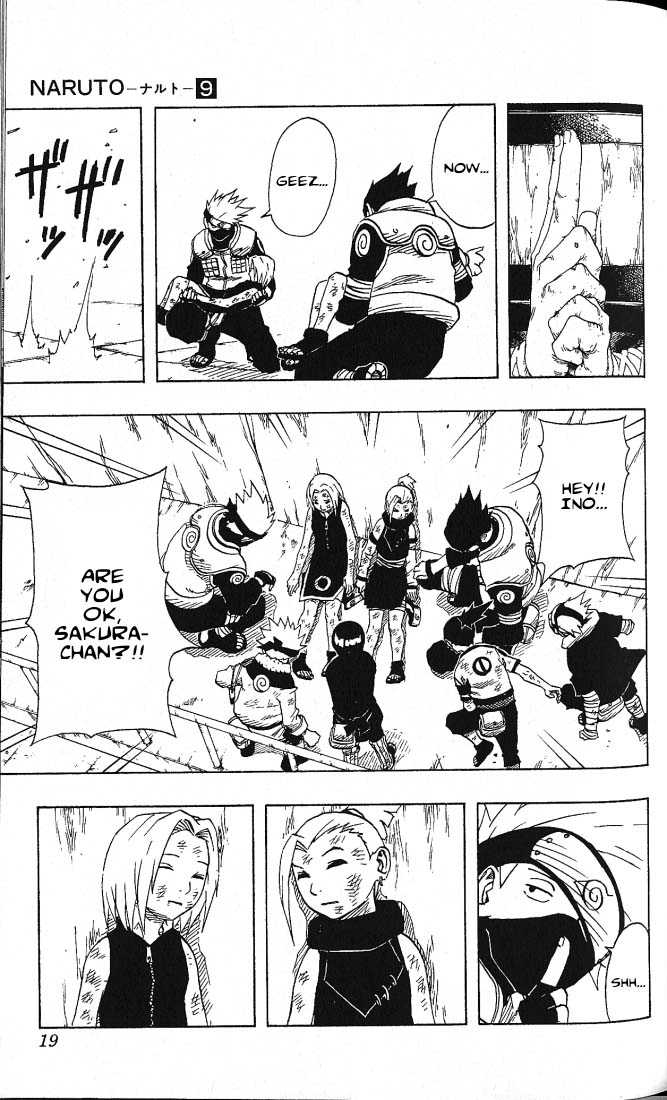 NARUTO—ナルト—9
NOW...
GEEZ...
ザ゛ッ
ザ゛ッ
HEY!!
INO...
ARE
YOU
OK,
SAKURA-
CHAN?!!
SHH...
19